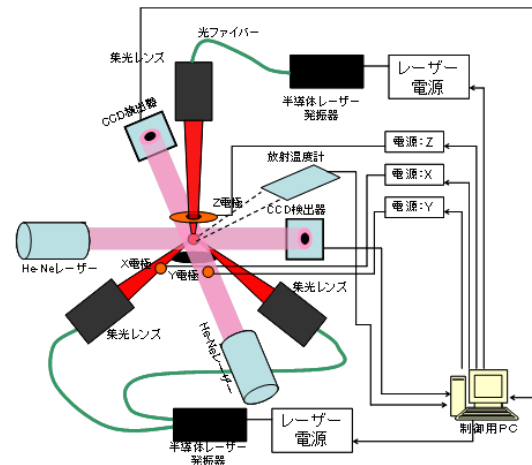 光ファイバー
集光レンズ
レーザー
電源
半導体レーザー
発振器
CCD検出器
電源:Z
放射温度計
電源:X
Z電極
CCD検出器
電源:Y
He-Neレーザー
X電極
Y電極
集光レンズ
集光レンズ
He-Neレーザー
制御用PC
レーザー
電源
半導体レーザー
発振器